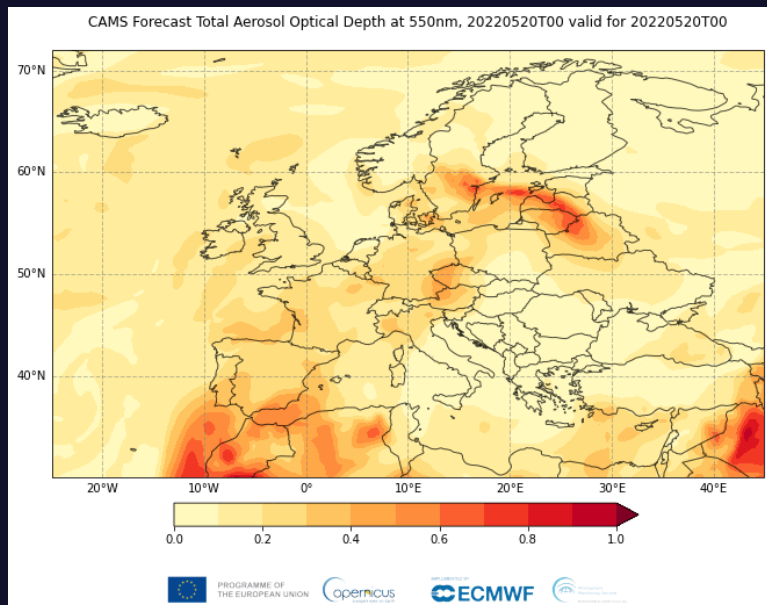 CAMS Forecast Total Aerosol Optical Depth at 550nm, 20220520T00 valid for 20220520T00
70°N
60°N
50°N
40°N
20°W 10°W 0° 10°E 20°E 30°E 40°E
0.0 0.2 0.4 0.6 0.8 1.0
PROGRAMME OF
THE EUROPEAN UNION
opernicus
IMPLEMENTED BY
ECMWF